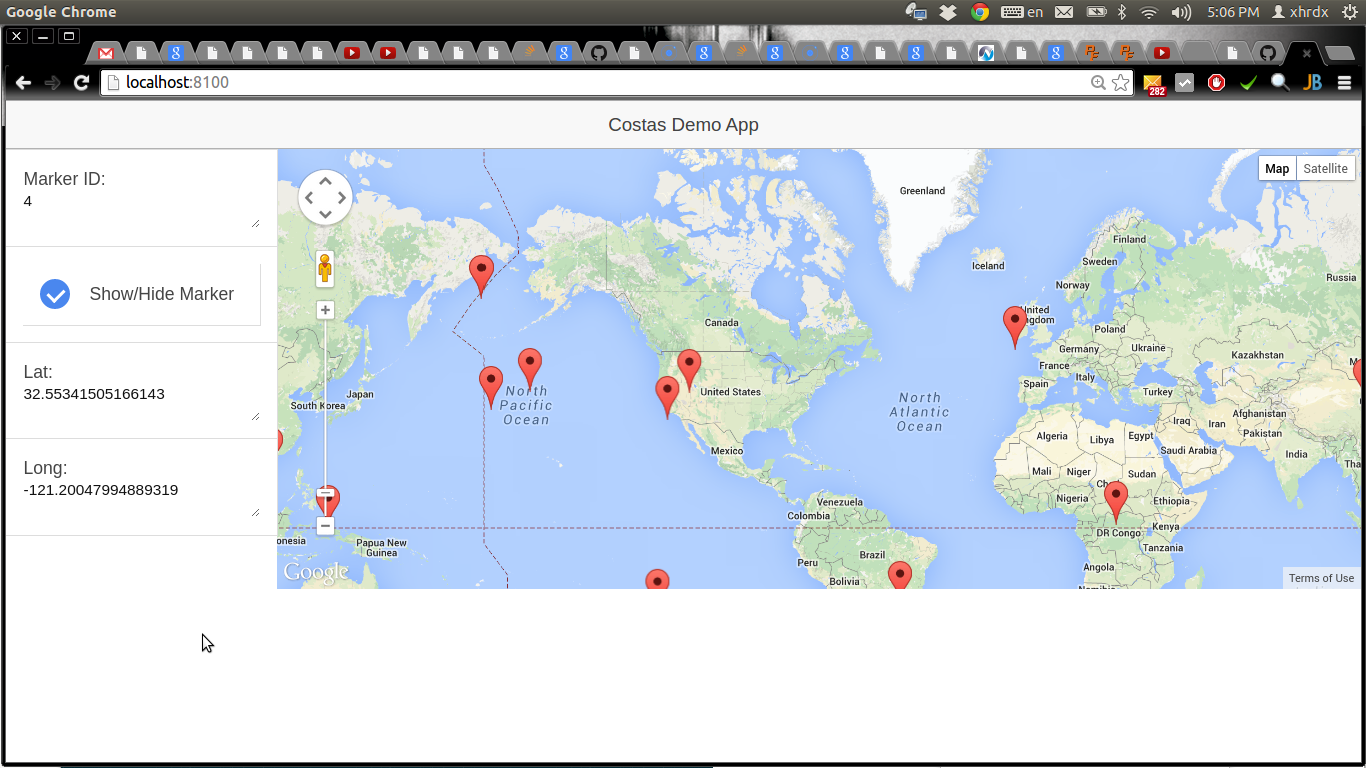 Google Chrome
en
5:06 PM
xhrdx
localhost:8100
282
JB
Costas Demo App
Marker ID:
4
Show/Hide Marker
Lat:
32.55341505166143
Long:
-121.20047994889319
Map
Satellite
Greenland
Iceland
Finland
Sweden
Norway
Russia
United
Kingdom
Canada
Poland
Germany
Ukraine
Kazakhstan
France
Italy
Spain
Turkey
United States
North
Pacific
Ocean
North
Atlantic
Ocean
Japan
South Korea
Iraq
Iran
Afghanistan
Pakistan
Algeria
Libya
Egypt
Saudi Arabia
India
Mexico
Mali
Niger
Sudan
Tha
Nigeria
Ch
Ethiopia
Venezuela
Colombia
DR Congo
Kenya
Tanzania
onesia
Papua New
Guinea
Peru
Brazil
Bolivia
Angola
Google
Terms of Use